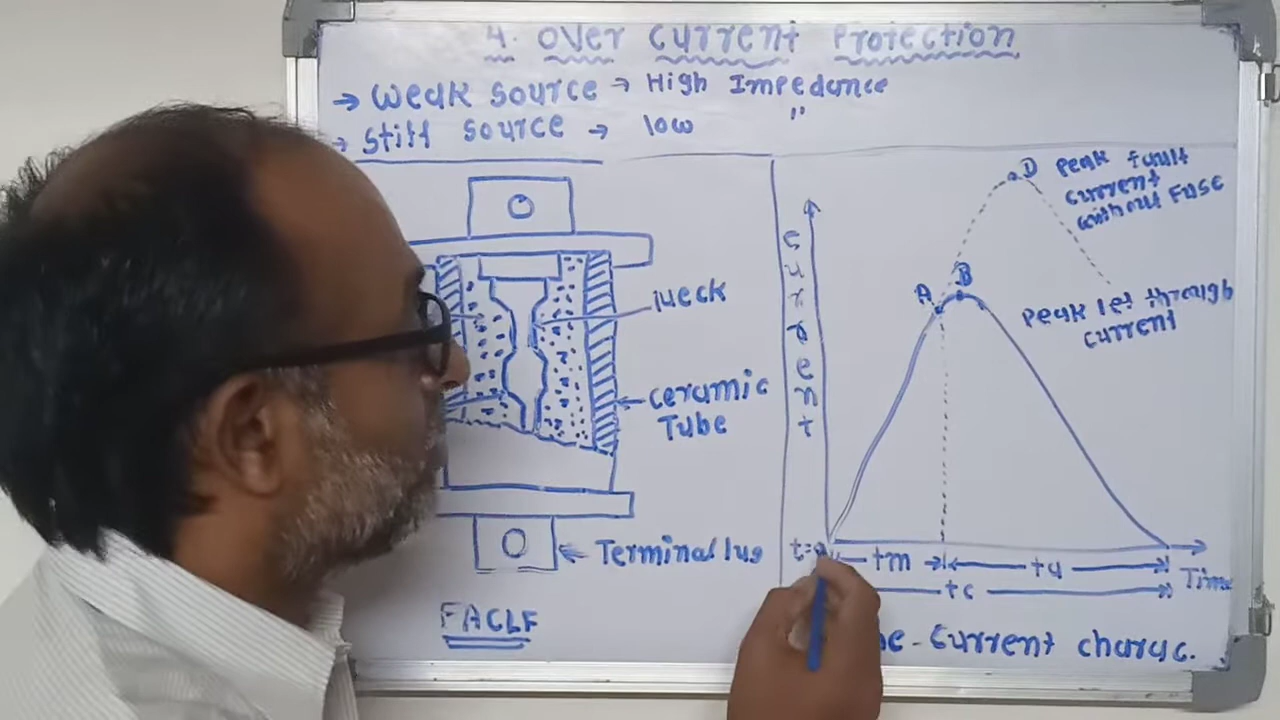 4. Over Current Protection
→ Weak source → High Impedance
→ Stiff source → low "
Neck
Ceramic
Tube
Terminal lug
FACLF
Current
D
Peak fault
current
without Fuse
A
B
Peak let through
current
t=0
tm
ta
Time
tc
-Current charac.